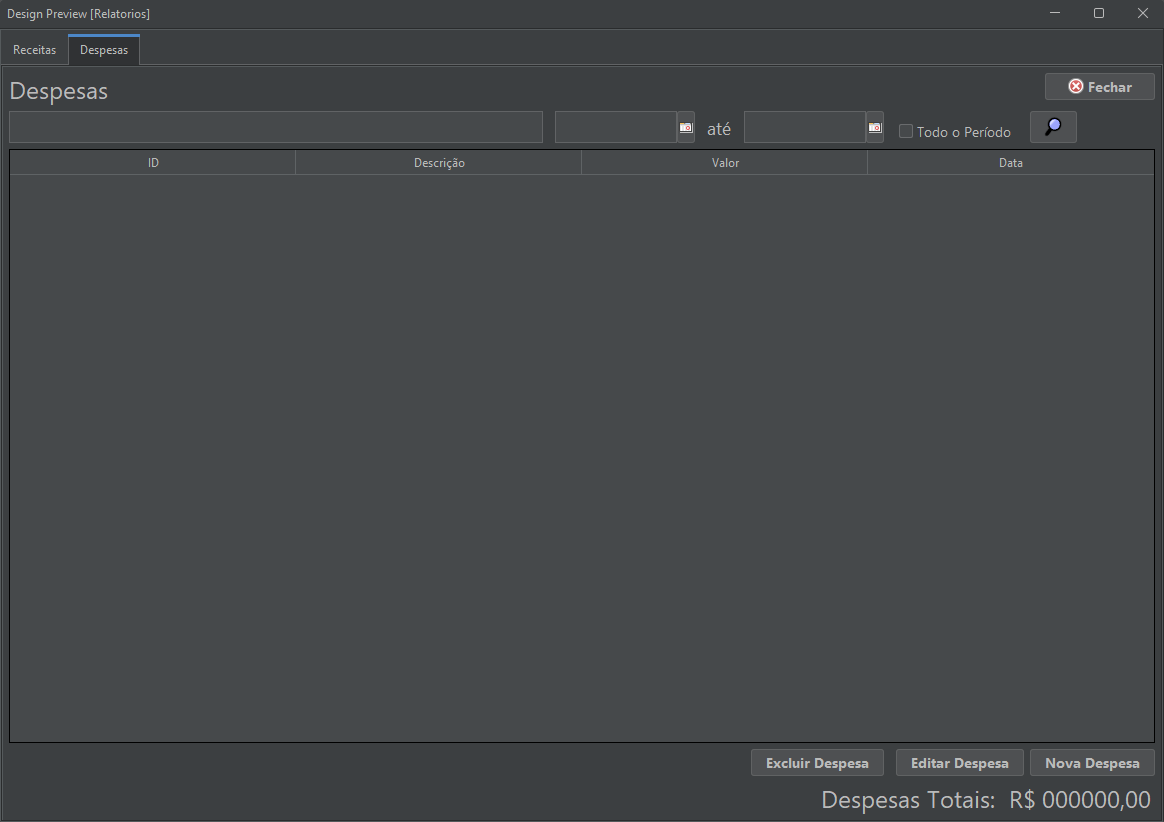 Design Preview [Relatorios]
Receitas Despesas
Despesas
Fechar
até
Todo o Período
ID Descrição Valor Data
Excluir Despesa Editar Despesa Nova Despesa
Despesas Totais: R$ 000000,00